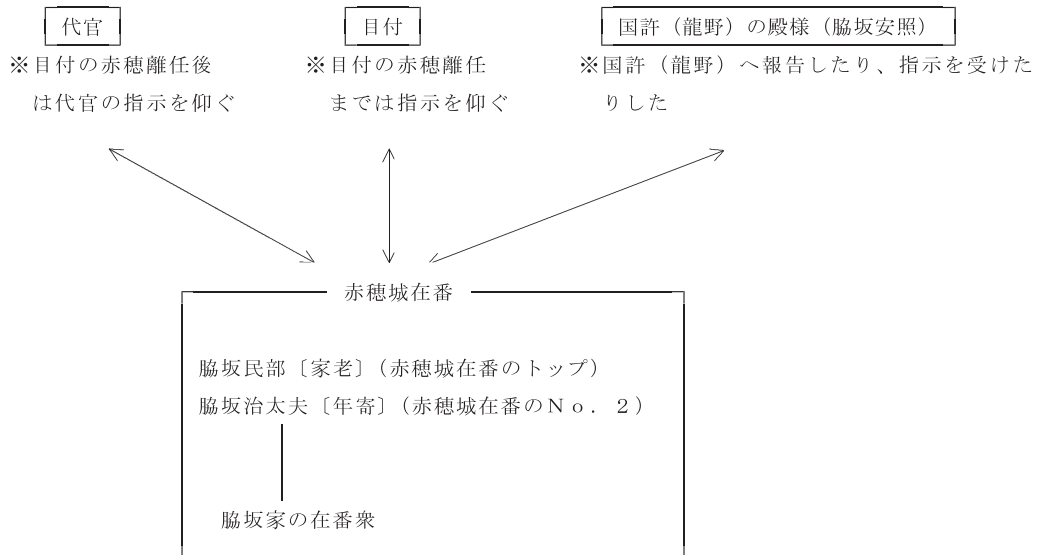 代官
※目付の赤穂離任後
は代官の指示を仰ぐ
目付
※目付の赤穂離任
までは指示を仰ぐ
国許（龍野）の殿様（脇坂安照）
※国許（龍野）へ報告したり、指示を受けた
りした
赤穂城在番
脇坂民部〔家老〕（赤穂城在番のトップ）
脇坂治太夫〔年寄〕（赤穂城在番のＮｏ．２）
脇坂家の在番衆